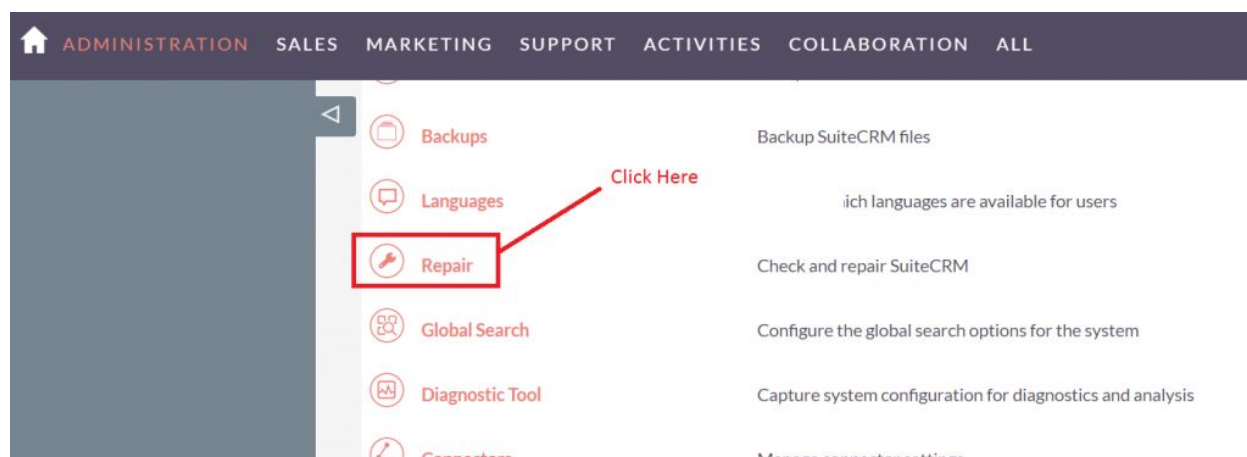 ADMINISTRATION SALES MARKETING SUPPORT ACTIVITIES COLLABORATION ALL
Backups Backup SuiteCRM files
Click Here
Languages languages are available for users
Repair Check and repair SuiteCRM
Global Search Configure the global search options for the system
Diagnostic Tool Capture system configuration for diagnostics and analysis